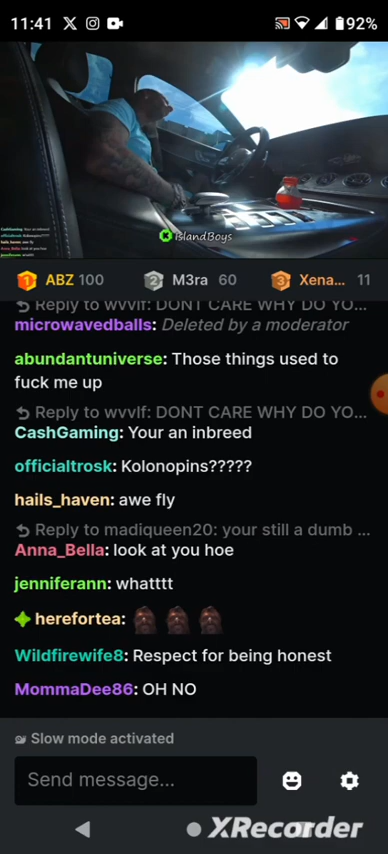 11:41
92%
islandBoys
ABZ 100
M3ra 60
Xena... 11
Reply to wvvlf: DONT CARE WHY DO YO...
microwavedballs: Deleted by a moderator
abundantuniverse: Those things used to
fuck me up
Reply to wvvlf: DONT CARE WHY DO YO...
CashGaming: Your an inbreed
officialtrosk: Kolonopins?????
hails_haven: awe fly
Reply to madiqueen20: your still a dumb ...
Anna_Bella: look at you hoe
jenniferann: whatttt
herefortea:
Wildfirewife8: Respect for being honest
MommaDee86: OH NO
Slow mode activated
Send message...
XRecorder